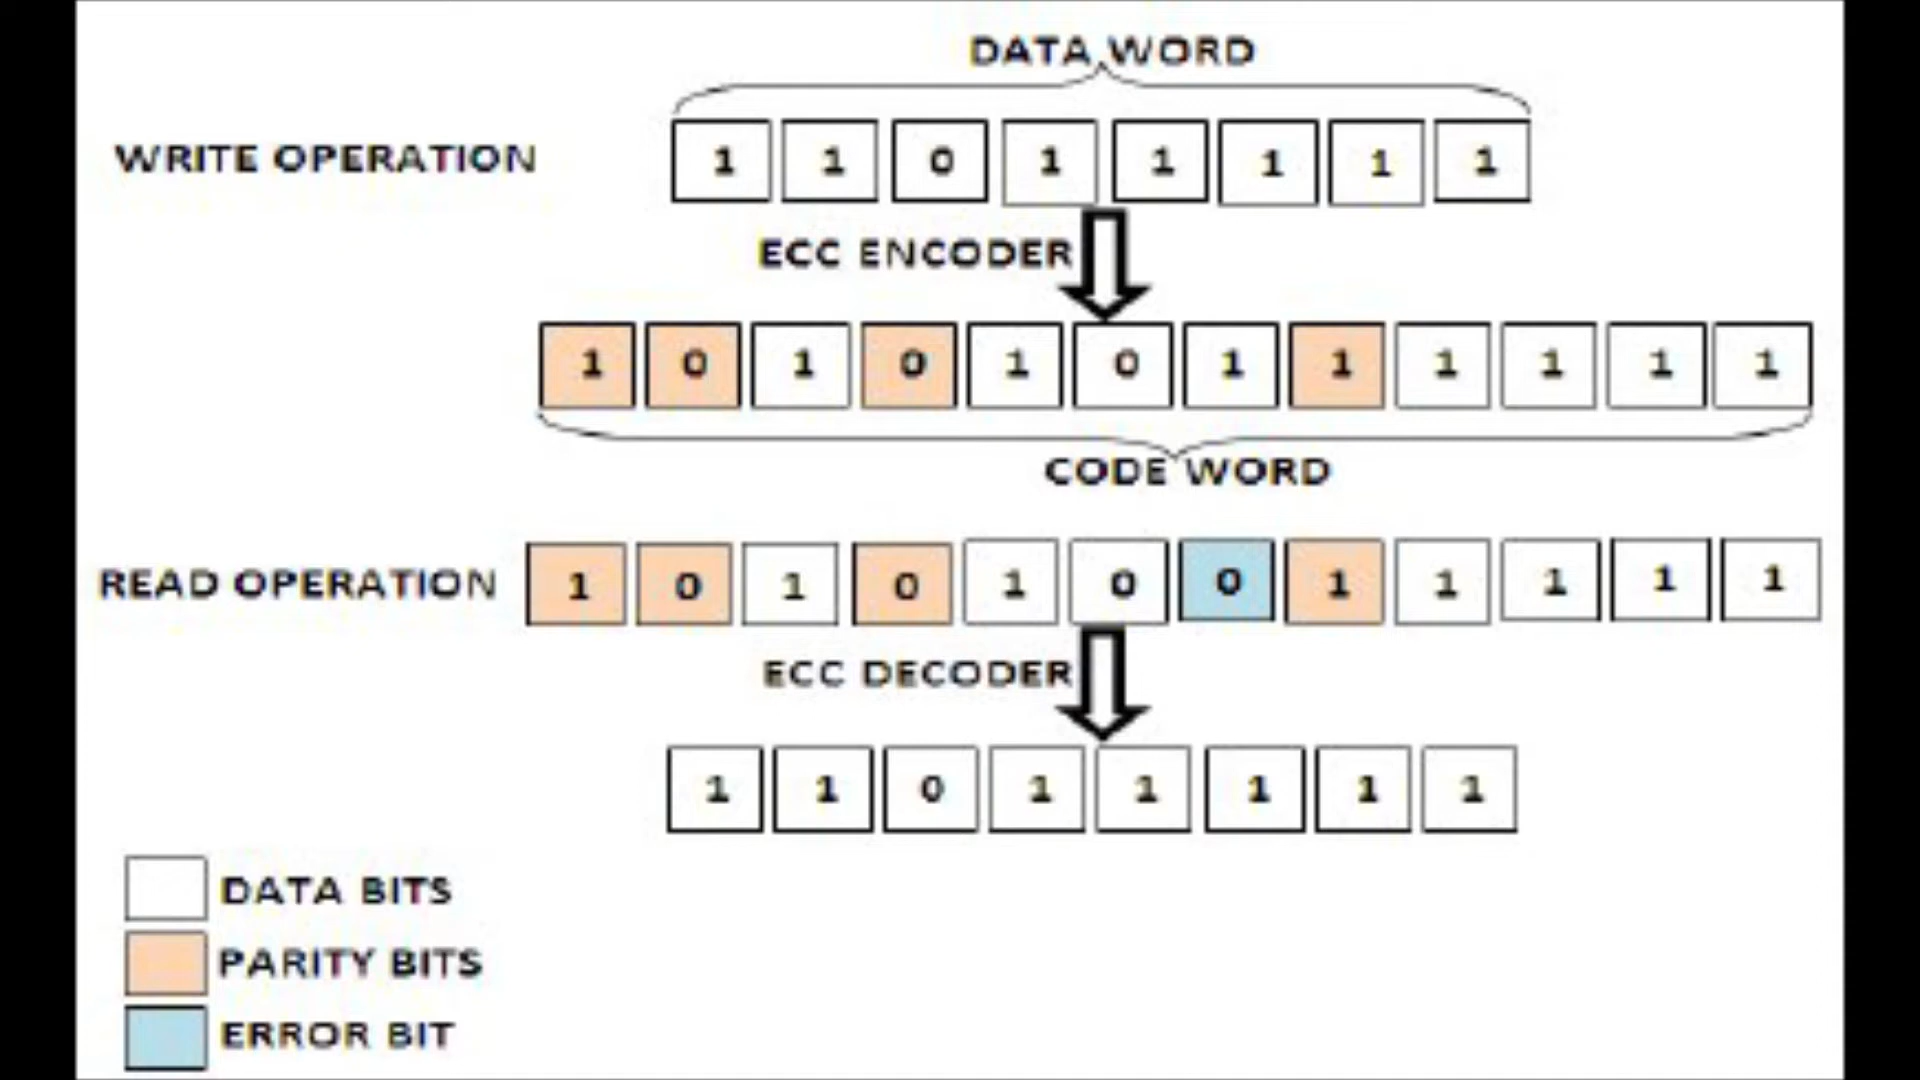 DATA WORD
WRITE OPERATION 1 1 0 1 1 1 1 1
ECC ENCODER
1 0 1 0 1 0 1 1 1 1 1 1
CODE WORD
READ OPERATION 1 0 1 0 1 0 0 1 1 1 1 1
ECC DECODER
1 1 0 1 1 1 1 1
DATA BITS
PARITY BITS
ERROR BIT